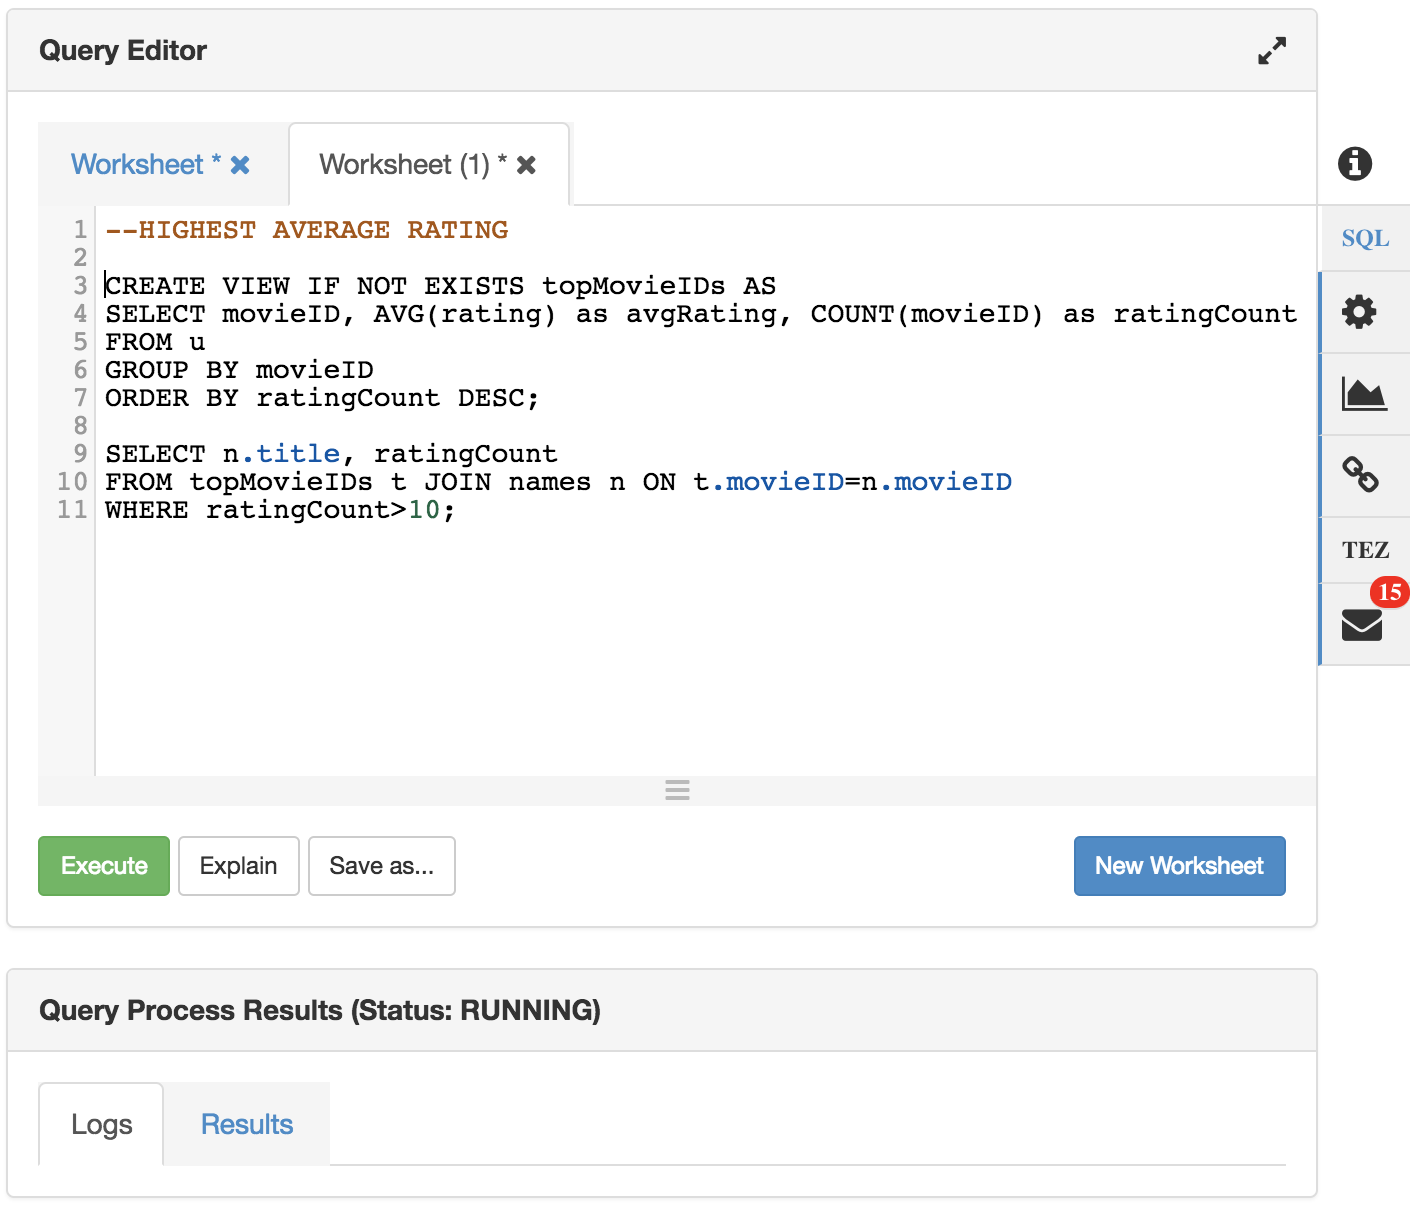 Query Editor
Worksheet *
Worksheet (1) *
1 --HIGHEST AVERAGE RATING
2
3 CREATE VIEW IF NOT EXISTS topMovieIDs AS
4 SELECT movieID, AVG(rating) as avgRating, COUNT(movieID) as ratingCount
5 FROM u
6 GROUP BY movieID
7 ORDER BY ratingCount DESC;
8
9 SELECT n.title, ratingCount
10 FROM topMovieIDs t JOIN names n ON t.movieID=n.movieID
11 WHERE ratingCount>10;
SQL
TEZ
15
Execute
Explain
Save as...
New Worksheet
Query Process Results (Status: RUNNING)
Logs
Results